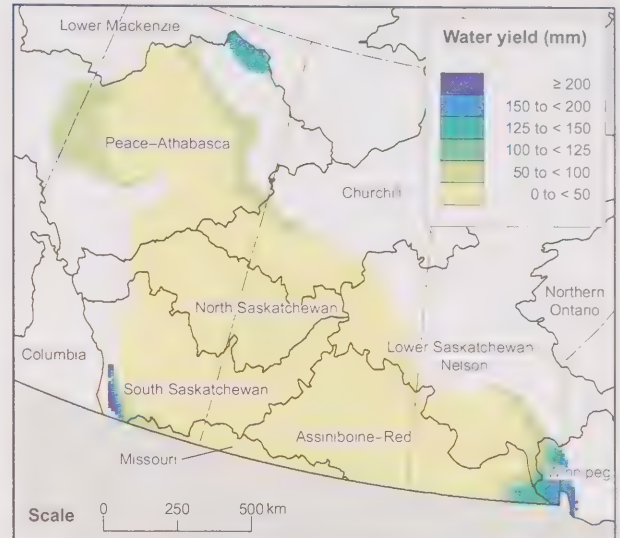 Lower Mackenzie
Water yield (mm)
≥ 200
150 to < 200
125 to < 150
100 to < 125
50 to < 100
0 to < 50
Peace–Athabasca
Churchill
Northern
Ontario
North Saskatchewan
Columbia
Lower Saskatchewan
Nelson
South Saskatchewan
Assiniboine–Red
Missouri
Scale
0 250 500 km